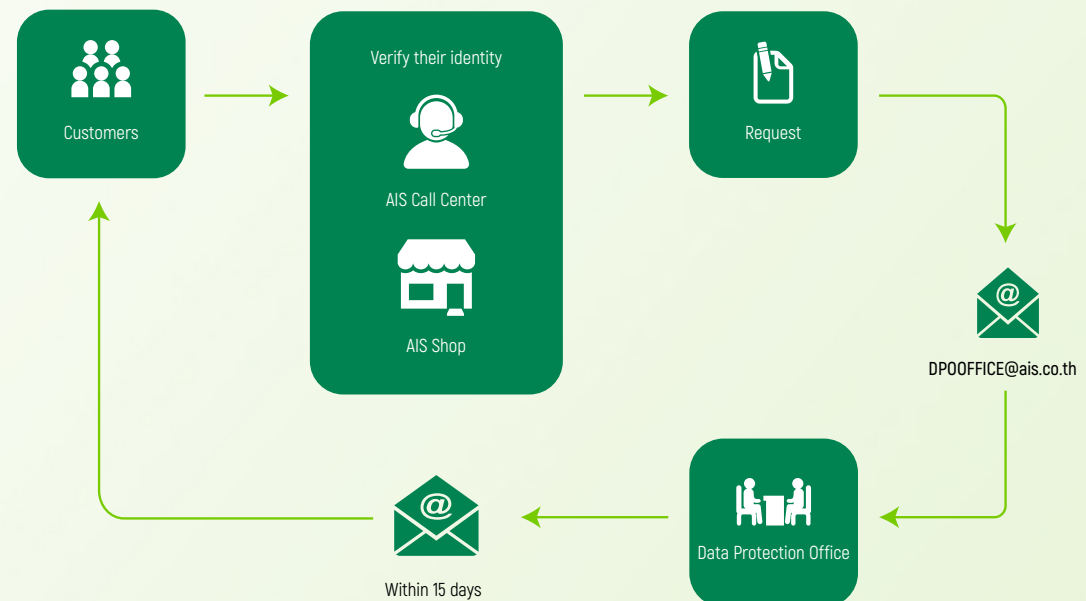 Customers
Verify their identity
AIS Call Center
AIS Shop
Request
@
DPOOFFICE@ais.co.th
Data Protection Office
@
Within 15 days